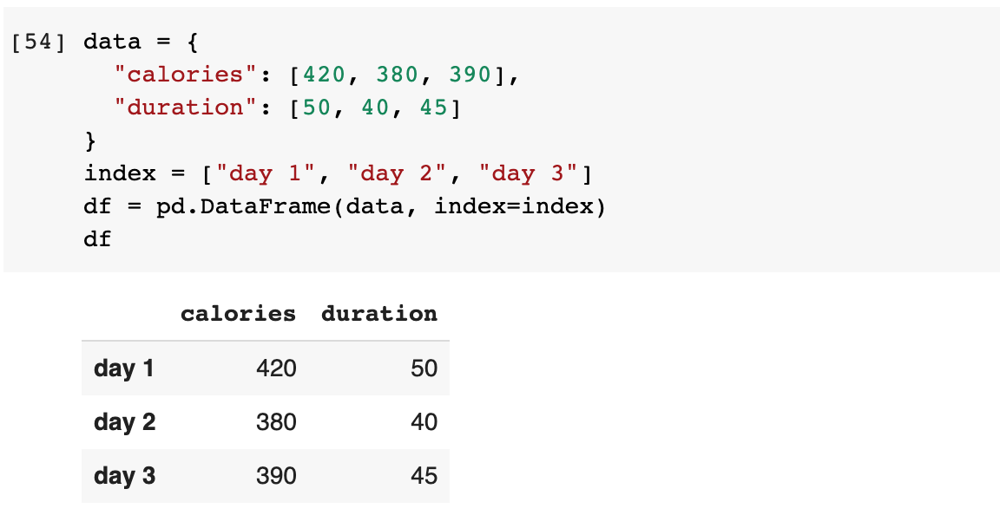 [54] data = {
"calories": [420, 380, 390],
"duration": [50, 40, 45]
}
index = ["day 1", "day 2", "day 3"]
df = pd.DataFrame(data, index=index)
df
calories duration
day 1 420 50
day 2 380 40
day 3 390 45